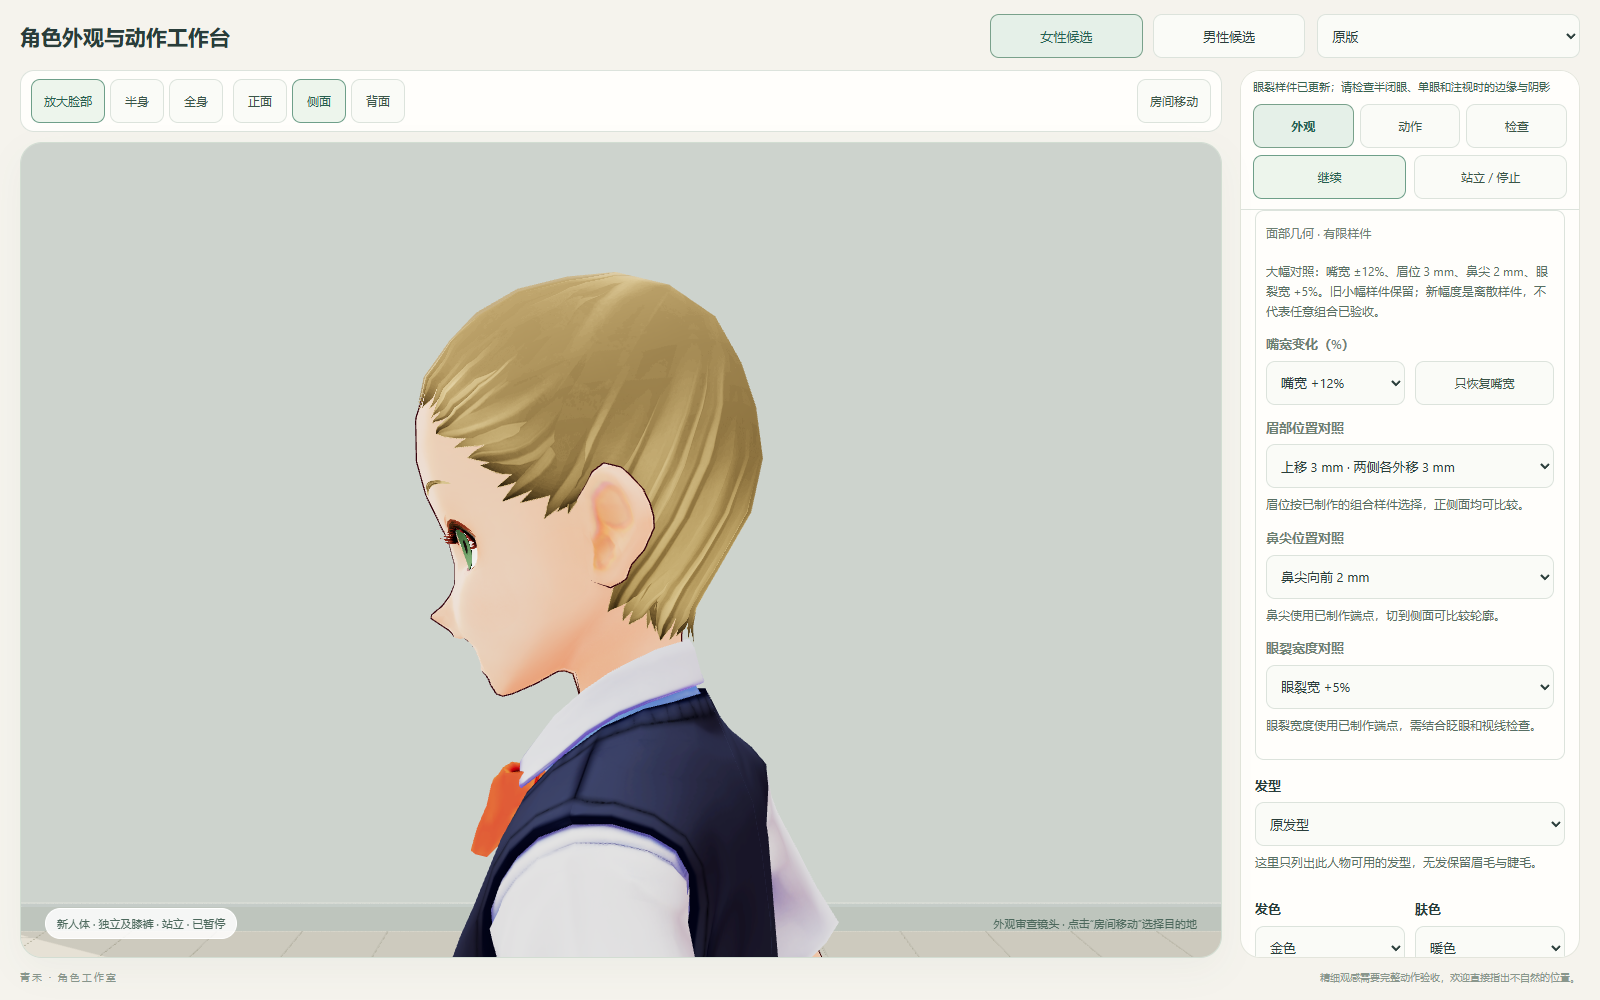 角色外观与动作工作台
女性候选
男性候选
原版
放大脸部
半身
全身
正面
侧面
背面
房间移动
眼裂样件已更新；请检查半闭眼、单眼和注视时的边缘与阴影
外观
动作
检查
继续
站立 / 停止
面部几何 · 有限样件
大幅对照：嘴宽 ±12%、眉位 3 mm、鼻尖 2 mm、眼
裂宽 +5%。旧小幅样件保留；新幅度是离散样件，不
代表任意组合已验收。
嘴宽变化（%）
嘴宽 +12%
只恢复嘴宽
眉部位置对照
上移 3 mm · 两侧各外移 3 mm
眉位按已制作的组合样件选择，正侧面均可比较。
鼻尖位置对照
鼻尖向前 2 mm
鼻尖使用已制作端点，切到侧面可比较轮廓。
眼裂宽度对照
眼裂宽 +5%
眼裂宽度使用已制作端点，需结合眨眼和视线检查。
发型
原发型
这里只列出此人物可用的发型，无发保留眉毛与睫毛。
发色
肤色
金色
暖色
新人体 · 独立及膝裤 · 站立 · 已暂停
外观审查镜头 · 点击“房间移动”选择目的地
青禾 · 角色工作室
精细观感需要完整动作验收，欢迎直接指出不自然的位置。